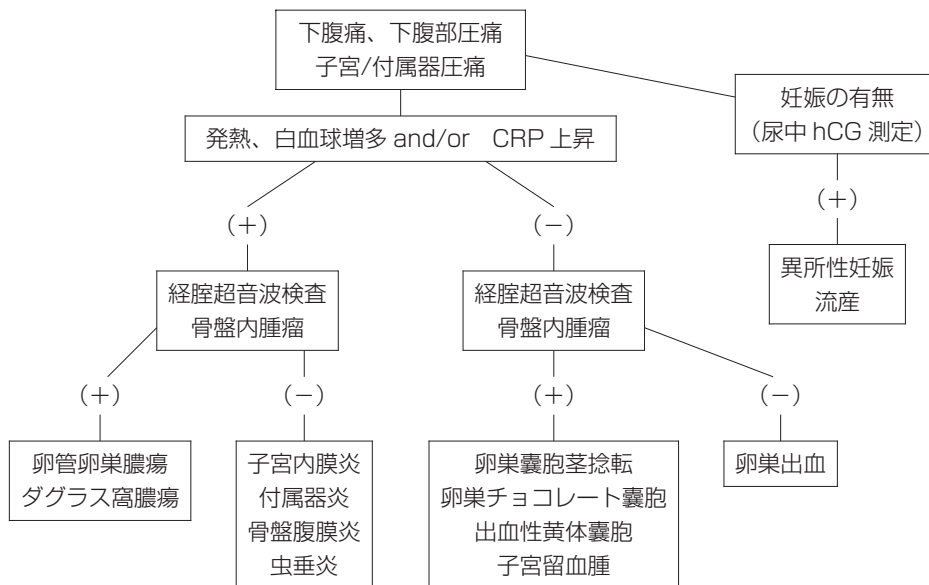 下腹痛、下腹部圧痛
子宮/付属器圧痛
妊娠の有無
（尿中 hCG 測定）
発熱、白血球増多 and/or　CRP 上昇
（＋）
（＋）
（－）
異所性妊娠
流産
経腟超音波検査
骨盤内腫瘤
経腟超音波検査
骨盤内腫瘤
（＋）
（－）
（＋）
（－）
卵管卵巣膿瘍
ダグラス窩膿瘍
子宮内膜炎
付属器炎
骨盤腹膜炎
虫垂炎
卵巣嚢胞茎捻転
卵巣チョコレート嚢胞
出血性黄体嚢胞
子宮留血腫
卵巣出血